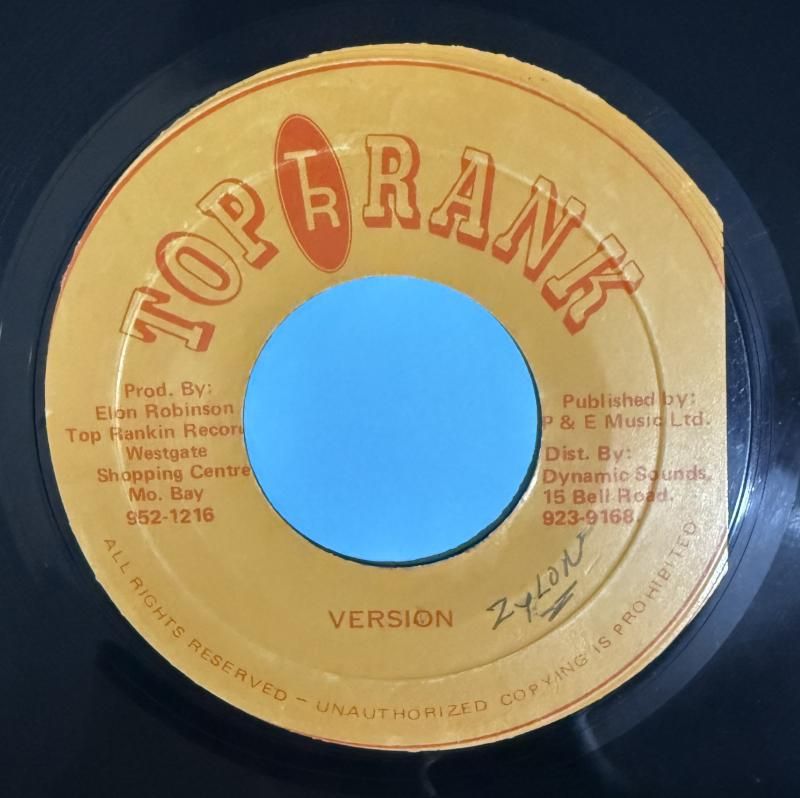 TOP TR RANK
Prod. By:
Elon Robinson
Top Rankin Recor
Westgate
Shopping Centre
Mo. Bay
952-1216
Published by:
P & E Music Ltd.
Dist. By:
Dynamic Sounds,
15 Bell Road.
923-9168
VERSION
ZYLON
ALL RIGHTS RESERVED — UNAUTHORIZED COPYING IS PROHIBITED